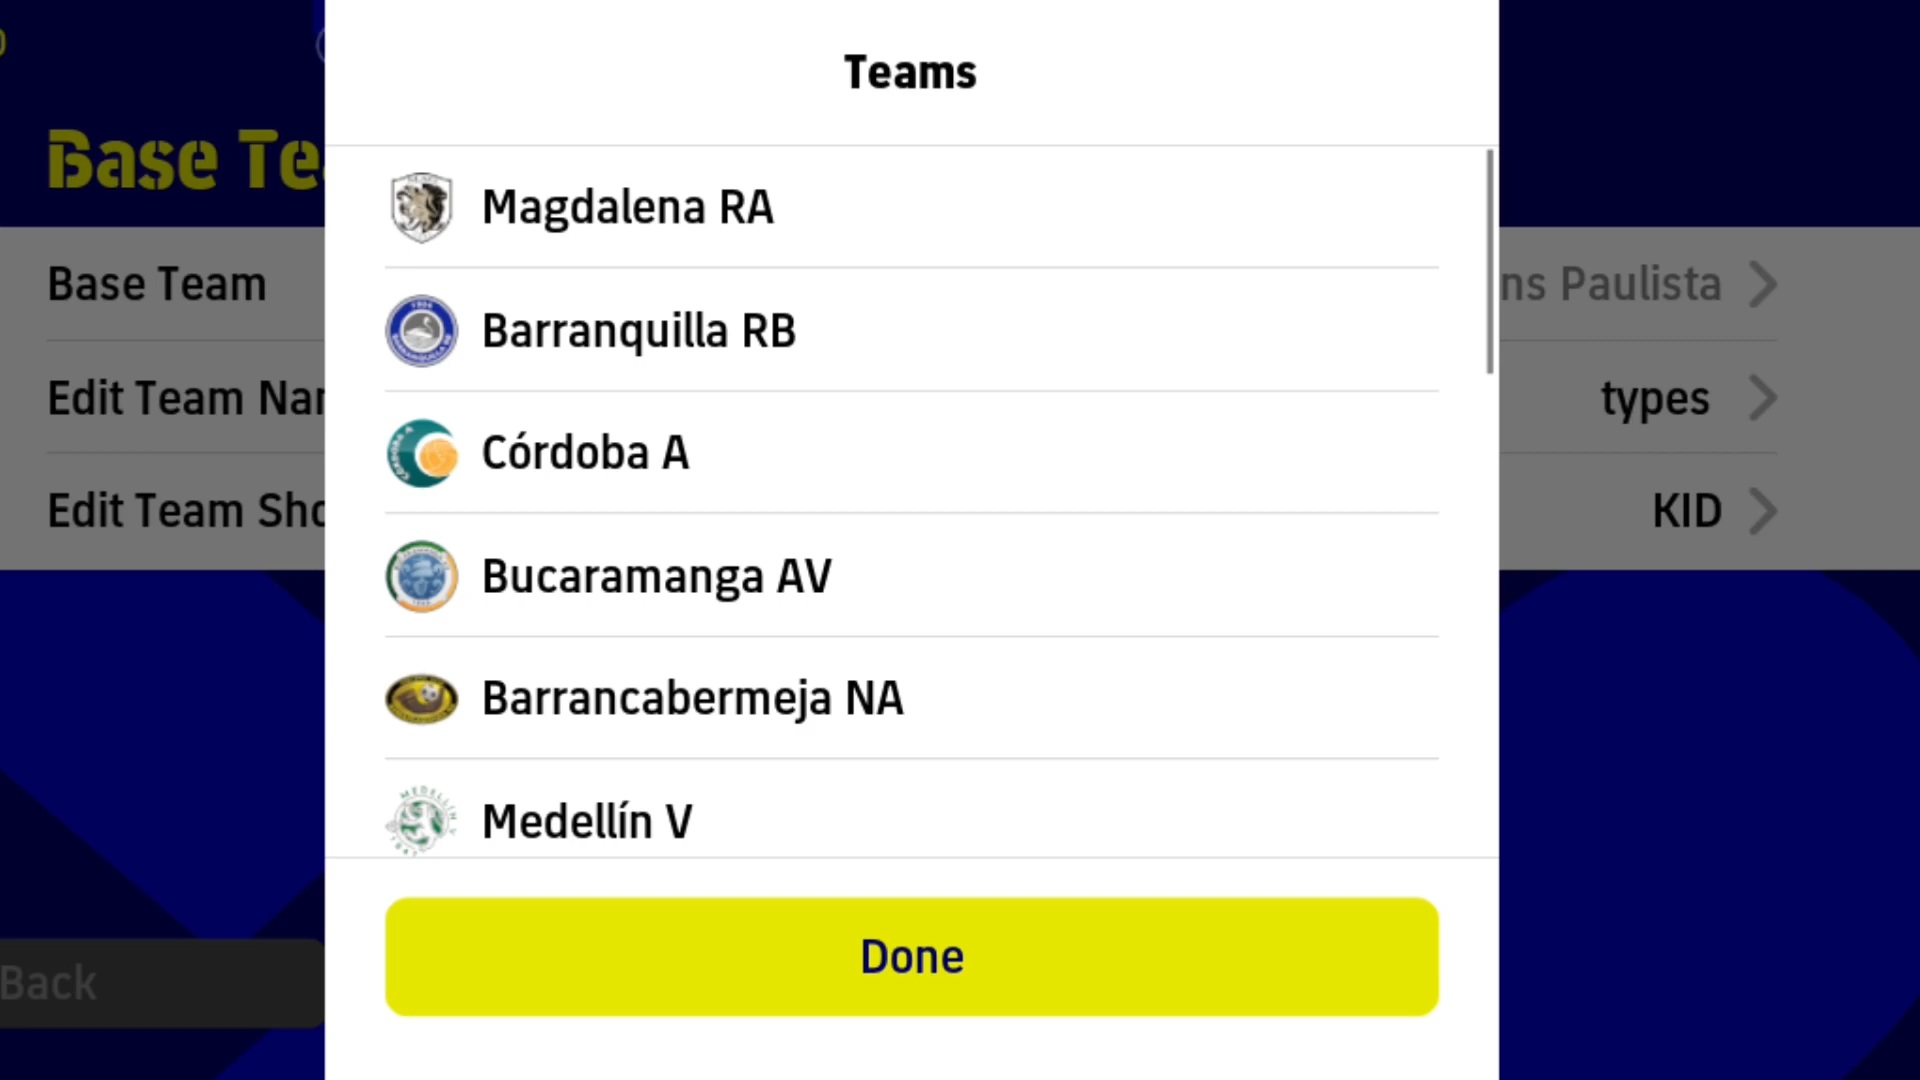 Teams
Base Te
Magdalena RA
Base Team
ns Paulista
Barranquilla RB
Edit Team Nar
types
Córdoba A
Edit Team Sho
KID
Bucaramanga AV
Barrancabermeja NA
MEDELLÍN V
Medellín V
Done
Back